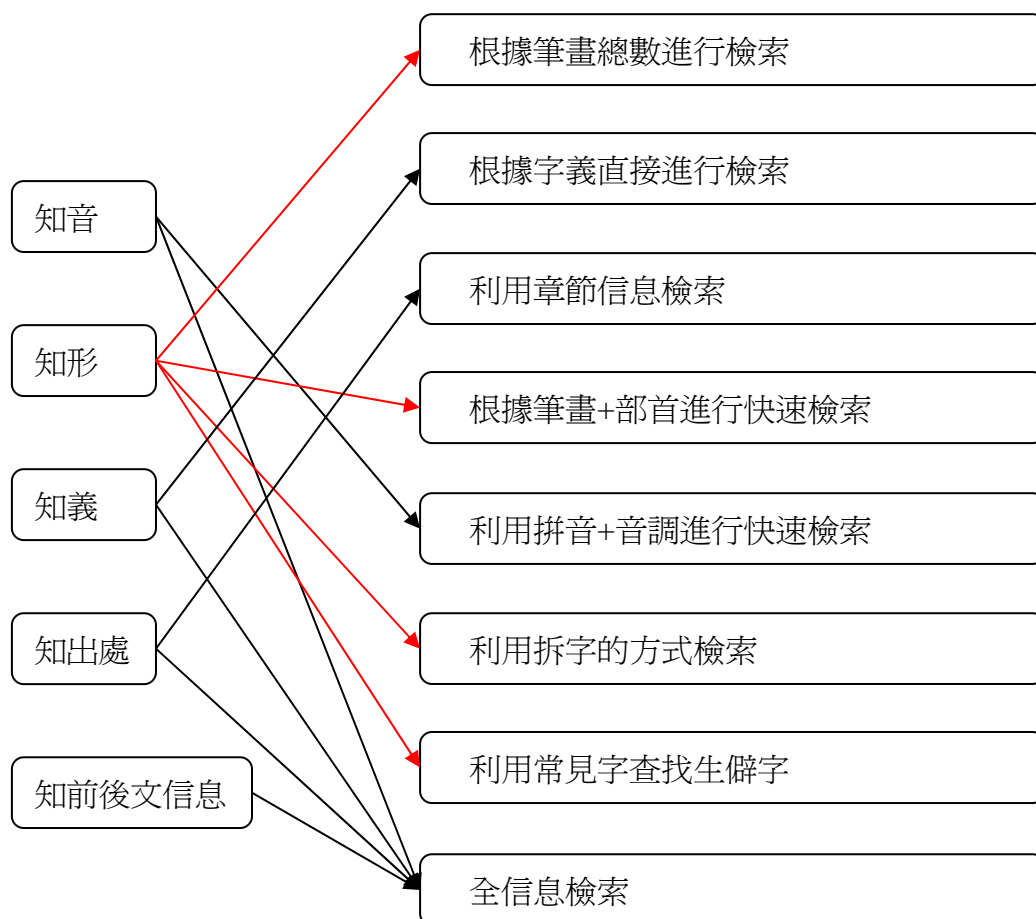 知音
知形
知義
知出處
知前後文信息
根據筆畫總數進行檢索
根據字義直接進行檢索
利用章節信息檢索
根據筆畫+部首進行快速檢索
利用拼音+音調進行快速檢索
利用拆字的方式檢索
利用常見字查找生僻字
全信息檢索